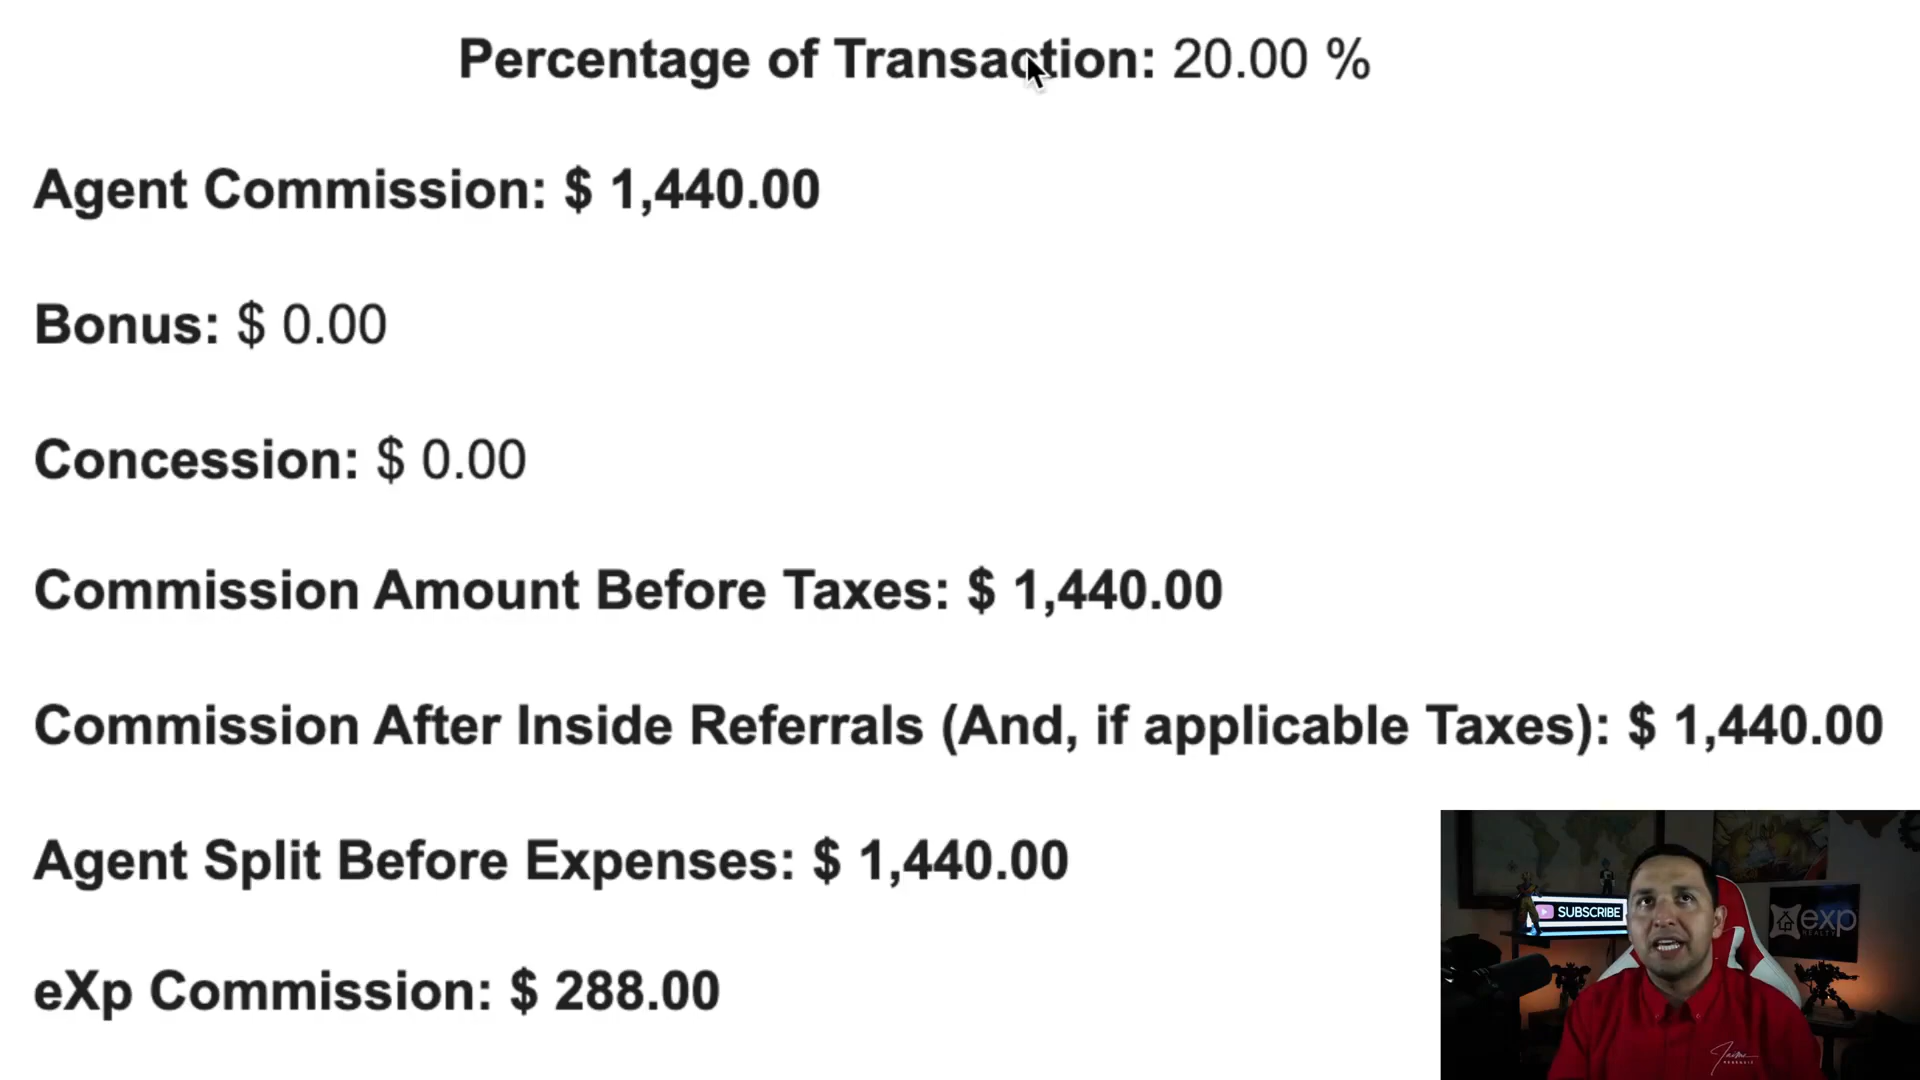 Percentage of Transaction: 20.00 %
Agent Commission: $ 1,440.00
Bonus: $ 0.00
Concession: $ 0.00
Commission Amount Before Taxes: $ 1,440.00
Commission After Inside Referrals (And, if applicable Taxes): $ 1,440.00
Agent Split Before Expenses: $ 1,440.00
SUBSCRIBE
exp
REALTY
eXp Commission: $ 288.00
Jaime